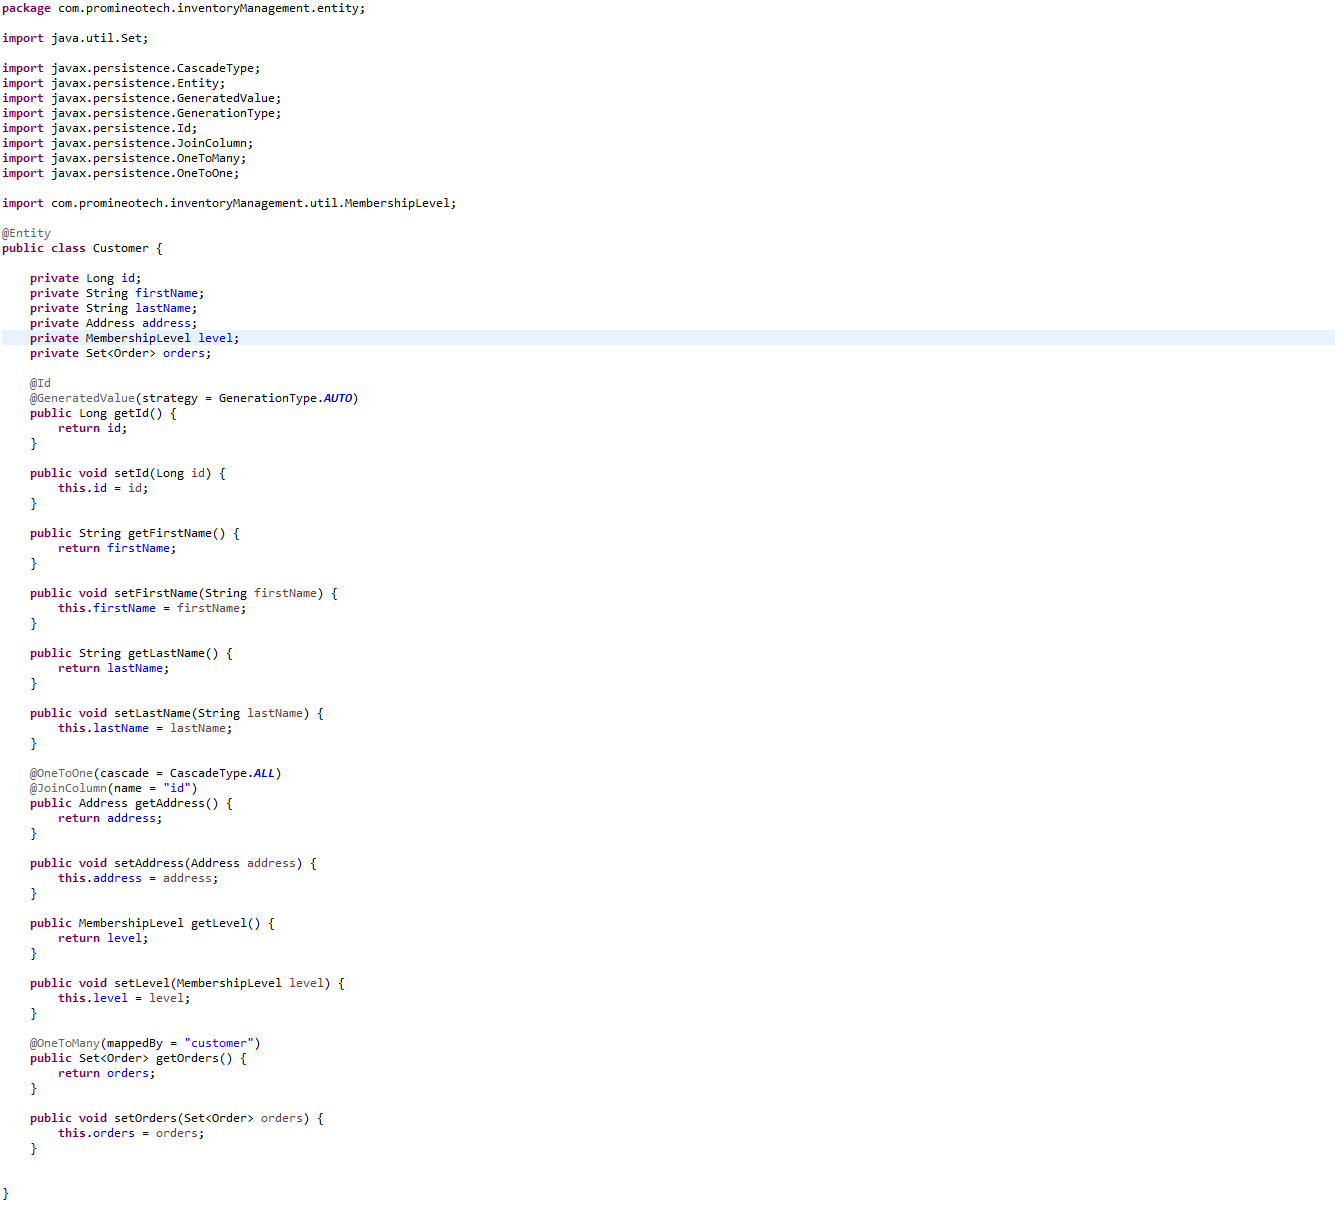 package com.promineotech.inventoryManagement.entity;
import java.util.Set;
import javax.persistence.CascadeType;
import javax.persistence.Entity;
import javax.persistence.GeneratedValue;
import javax.persistence.GenerationType;
import javax.persistence.Id;
import javax.persistence.JoinColumn;
import javax.persistence.OneToMany;
import javax.persistence.OneToOne;
import com.promineotech.inventoryManagement.util.MembershipLevel;
@Entity
public class Customer {
    private Long id;
    private String firstName;
    private String lastName;
    private Address address;
    private MembershipLevel level;
    private Set<Order> orders;
    @Id
    @GeneratedValue(strategy = GenerationType.AUTO)
    public Long getId() {
        return id;
    }
    public void setId(Long id) {
        this.id = id;
    }
    public String getFirstName() {
        return firstName;
    }
    public void setFirstName(String firstName) {
        this.firstName = firstName;
    }
    public String getLastName() {
        return lastName;
    }
    public void setLastName(String lastName) {
        this.lastName = lastName;
    }
    @OneToOne(cascade = CascadeType.ALL)
    @JoinColumn(name = "id")
    public Address getAddress() {
        return address;
    }
    public void setAddress(Address address) {
        this.address = address;
    }
    public MembershipLevel getLevel() {
        return level;
    }
    public void setLevel(MembershipLevel level) {
        this.level = level;
    }
    @OneToMany(mappedBy = "customer")
    public Set<Order> getOrders() {
        return orders;
    }
    public void setOrders(Set<Order> orders) {
        this.orders = orders;
    }
}